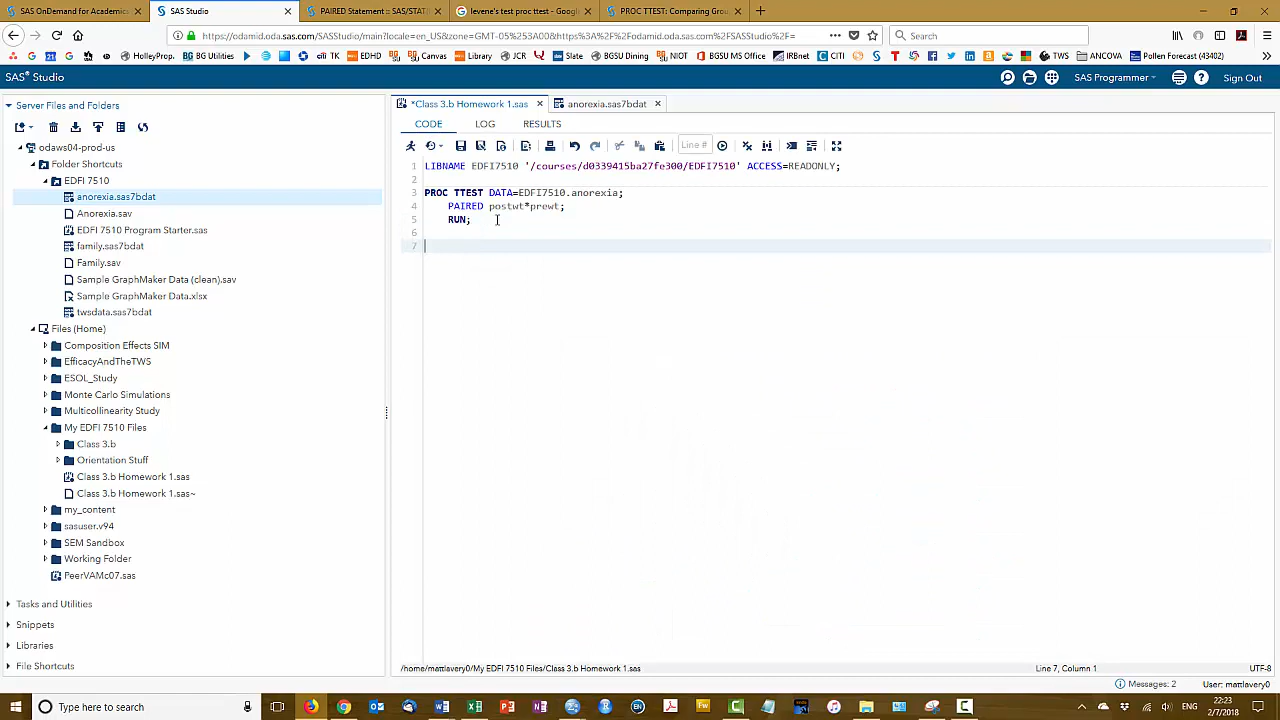 SAS OnDemand for Academics
SAS Studio
PAIRED Statement :: SAS/STAT(
levene's test proc ttest - Google
PROC TTEST: Comparing Grou
https://odamid.oda.sas.com/SASStudio/main?locale=en_US&zone=GMT-05%253A00&https%3A%2F%2Fodamid.oda.sas.com%2FSASStudio%2F=
Search
HolleyProp.
BG Utilities
TK
EDHD
Canvas
Library
JCR
Slate
BGSU Dining
NIOT
IRBnet
CITI
BGSU MS Office
TWS
ANCOVA
Pollen Forecast (43402)
SAS® Studio
SAS Programmer
Sign Out
Server Files and Folders
odaws04-prod-us
Folder Shortcuts
EDFI 7510
anorexia.sas7bdat
Anorexia.sav
EDFI 7510 Program Starter.sas
family.sas7bdat
Family.sav
Sample GraphMaker Data (clean).sav
Sample GraphMaker Data.xlsx
twsdata.sas7bdat
Files (Home)
Composition Effects SIM
EfficacyAndTheTWS
ESOL_Study
Monte Carlo Simulations
Multicollinearity Study
My EDFI 7510 Files
Class 3.b
Orientation Stuff
Class 3.b Homework 1.sas
Class 3.b Homework 1.sas~
my_content
sasuser.v94
SEM Sandbox
Working Folder
PeerVAMc07.sas
Tasks and Utilities
Snippets
Libraries
File Shortcuts
*Class 3.b Homework 1.sas
anorexia.sas7bdat
CODE LOG RESULTS
Line #
1 LIBNAME EDFI7510 '/courses/d0339415ba27fe300/EDFI7510' ACCESS=READONLY;
2
3 PROC TTEST DATA=EDFI7510.anorexia;
4 PAIRED postwt*prewt;
5 RUN;
6
7
/home/mattlavery0/My EDFI 7510 Files/Class 3.b Homework 1.sas
Line 7, Column 1
UTF-8
Messages: 2
User: mattlavery0
Type here to search
22:23
2/7/2018